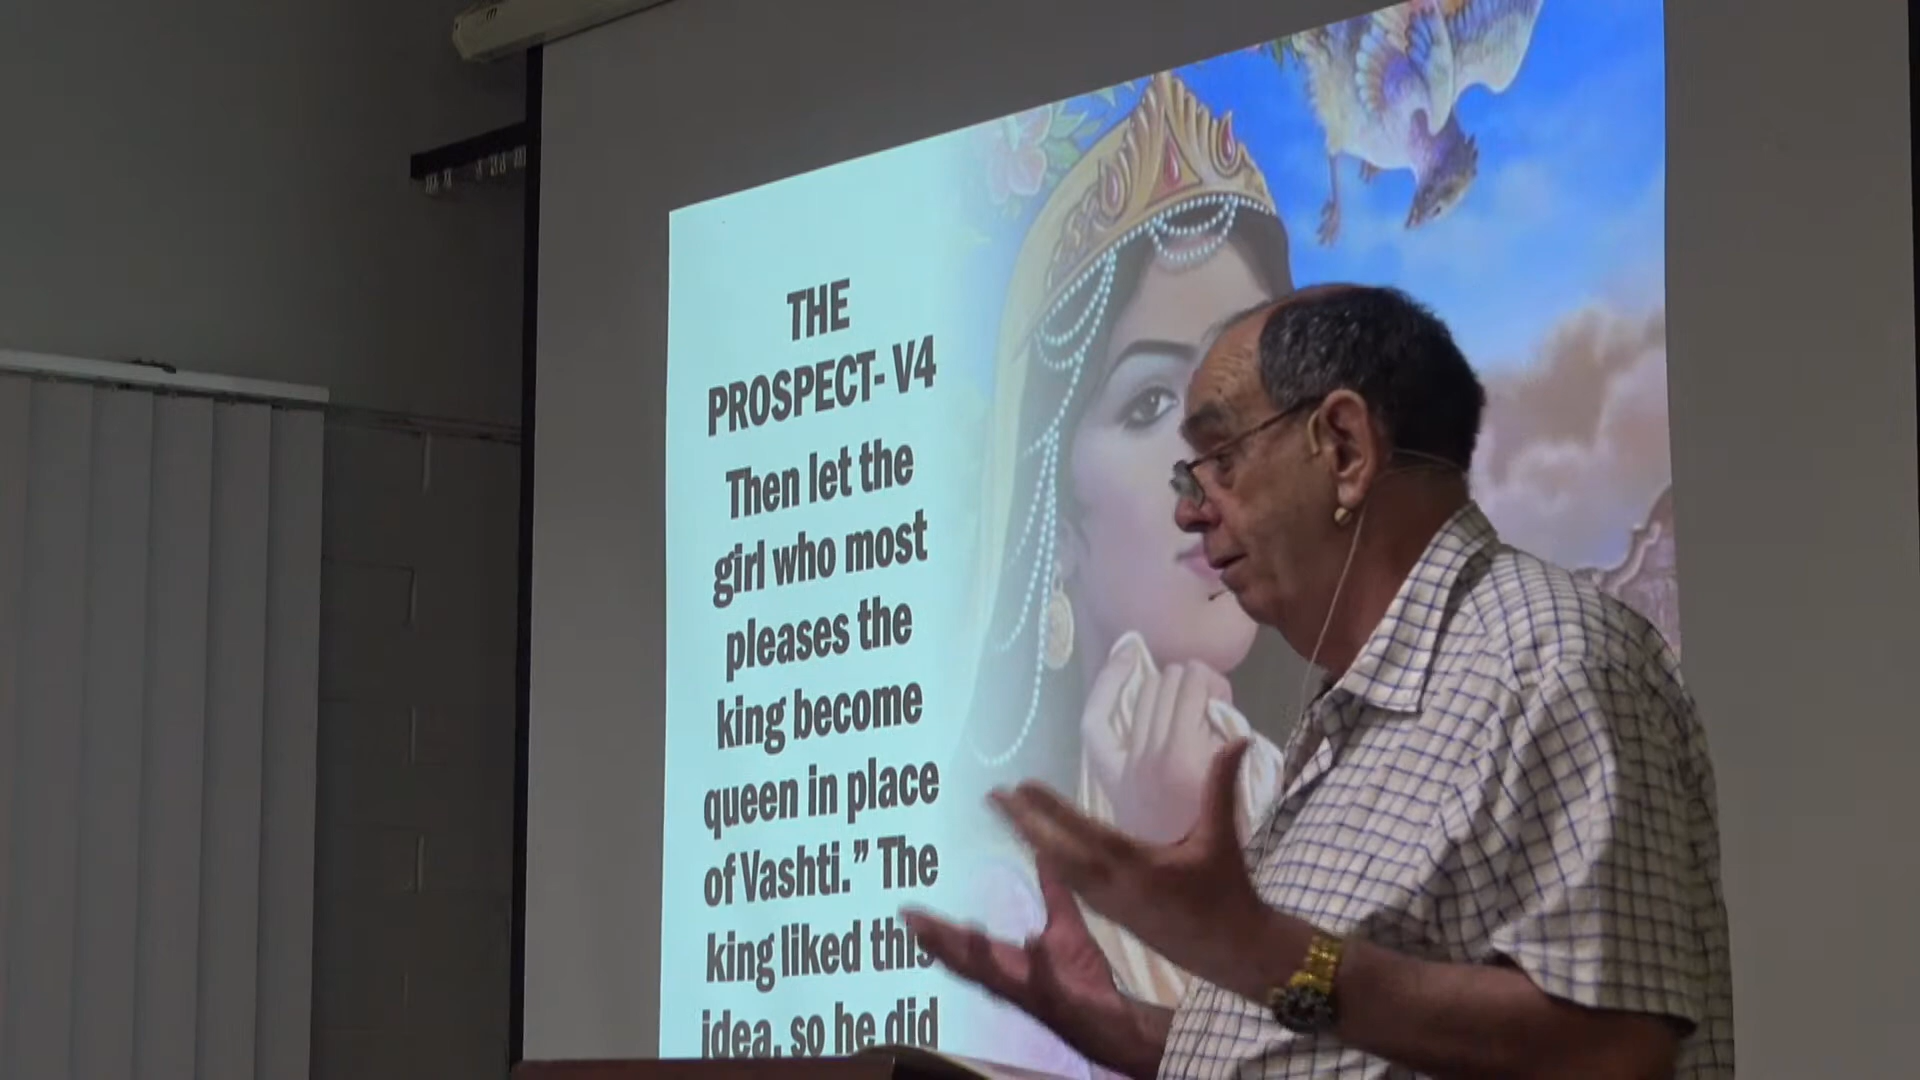 THE
PROSPECT- V4
Then let the
girl who most
pleases the
king become
queen in place
of Vashti.” The
king liked this
idea, so he did